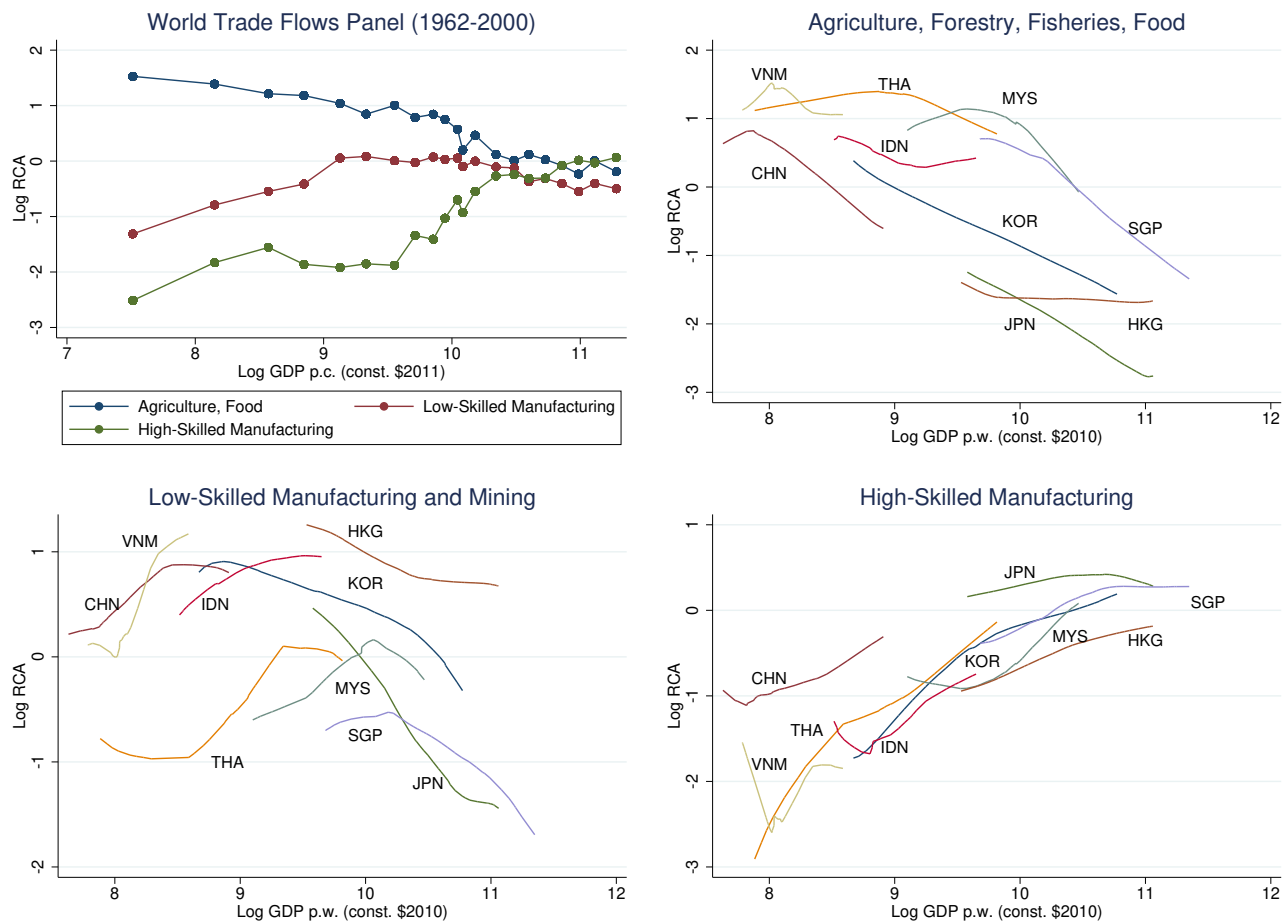 World Trade Flows Panel (1962-2000)
Log RCA
2
1
0
-1
-2
-3
7 8 9 10 11
Log GDP p.c. (const. $2011)
Agriculture, Food
Low-Skilled Manufacturing
High-Skilled Manufacturing
Agriculture, Forestry, Fisheries, Food
Log RCA
2
1
0
-1
-2
-3
VNM
THA
MYS
IDN
CHN
KOR
SGP
JPN
HKG
8 9 10 11 12
Log GDP p.w. (const. $2010)
Low-Skilled Manufacturing and Mining
Log RCA
1
0
-1
-2
HKG
VNM
KOR
CHN
IDN
MYS
SGP
THA
JPN
8 9 10 11 12
Log GDP p.w. (const. $2010)
High-Skilled Manufacturing
Log RCA
1
0
-1
-2
-3
JPN
SGP
MYS
HKG
KOR
CHN
THA
IDN
VNM
8 9 10 11 12
Log GDP p.w. (const. $2010)